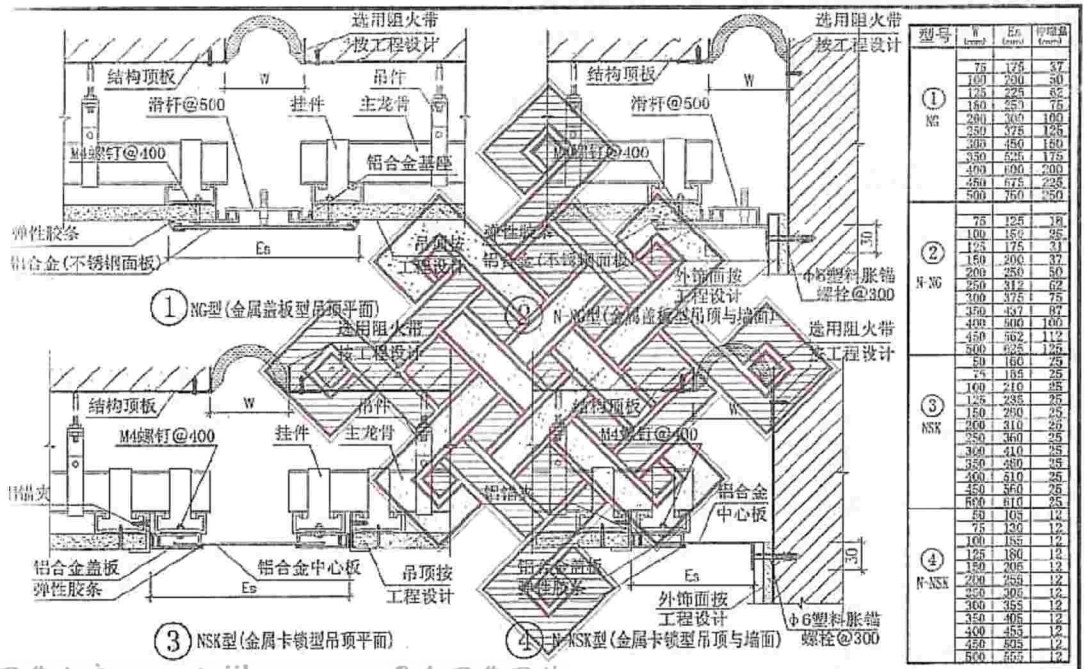 选用阻火带
按工程设计
结构顶板
W
吊件
滑杆@500
挂件
主龙骨
M4螺钉@400
铝合金基座
弹性胶条
铝合金(不锈钢面板)
Es
吊顶按
工程设计
① NG型(金属盖板型吊顶平面)
选用阻火带
按工程设计
结构顶板
W
滑杆@500
弹性胶条
铝合金(不锈钢面板)
30
外饰面按
工程设计
Φ6塑料胀锚
螺栓@300
② N-NG型(金属盖板型吊顶与墙面)
选用阻火带
按工程设计
结构顶板
W
吊件
M4螺钉@400
挂件
主龙骨
铝合金盖板
弹性胶条
铝合金中心板
Es
吊顶按
工程设计
③ NSK型(金属卡锁型吊顶平面)
选用阻火带
按工程设计
结构顶板
W
M4螺钉@400
铝锚夹
铝合金
中心板
铝合金盖板
弹性胶条
Es
30
外饰面按
工程设计
Φ6塑料胀锚
螺栓@300
④ N-NSK型(金属卡锁型吊顶与墙面)
型号 W (mm) Es (mm)
① NG
75 175 37
100 200 50
125 225 62
150 250 75
200 300 100
250 375 125
300 450 150
350 525 175
400 600 200
450 675 225
500 750 250
② N-NG
75 125 18
100 150 25
125 175 31
150 200 37
200 250 50
250 312 62
300 375 75
350 437 87
400 500 100
450 562 112
500 625 125
③ NSK
50 160 25
75 185 25
100 210 25
125 235 25
150 260 25
200 310 25
250 360 25
300 410 25
350 460 25
400 510 25
450 560 25
500 610 25
④ N-NSK
50 105 12
75 130 12
100 155 12
125 180 12
150 205 12
200 255 12
250 305 12
300 355 12
350 405 12
400 455 12
450 505 12
500 555 12